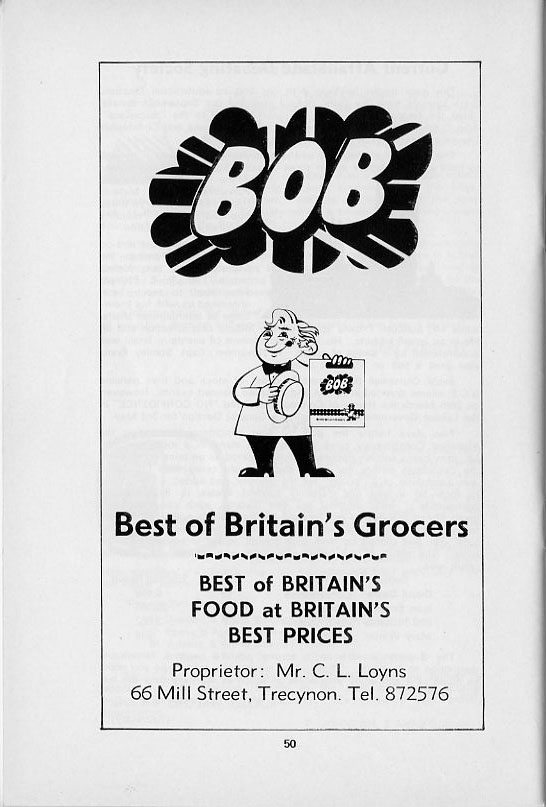 BOB
BOB
Best of Britain's Grocers
BEST of BRITAIN'S
FOOD at BRITAIN'S
BEST PRICES
Proprietor: Mr. C. L. Loyns
66 Mill Street, Trecynon. Tel. 872576
50